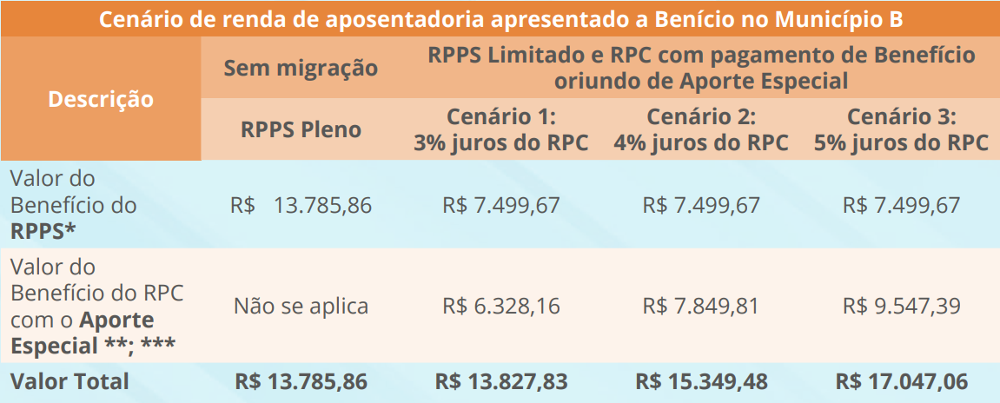 Cenário de renda de aposentadoria apresentado a Benício no Município B
Descrição
Sem migração
RPPS Limitado e RPC com pagamento de Benefício
oriundo de Aporte Especial
RPPS Pleno
Cenário 1:
3% juros do RPC
Cenário 2:
4% juros do RPC
Cenário 3:
5% juros do RPC
Valor do
Benefício do
RPPS*
R$ 13.785,86
R$ 7.499,67
R$ 7.499,67
R$ 7.499,67
Valor do
Benefício do RPC
com o Aporte
Especial **; ***
Não se aplica
R$ 6.328,16
R$ 7.849,81
R$ 9.547,39
Valor Total
R$ 13.785,86
R$ 13.827,83
R$ 15.349,48
R$ 17.047,06